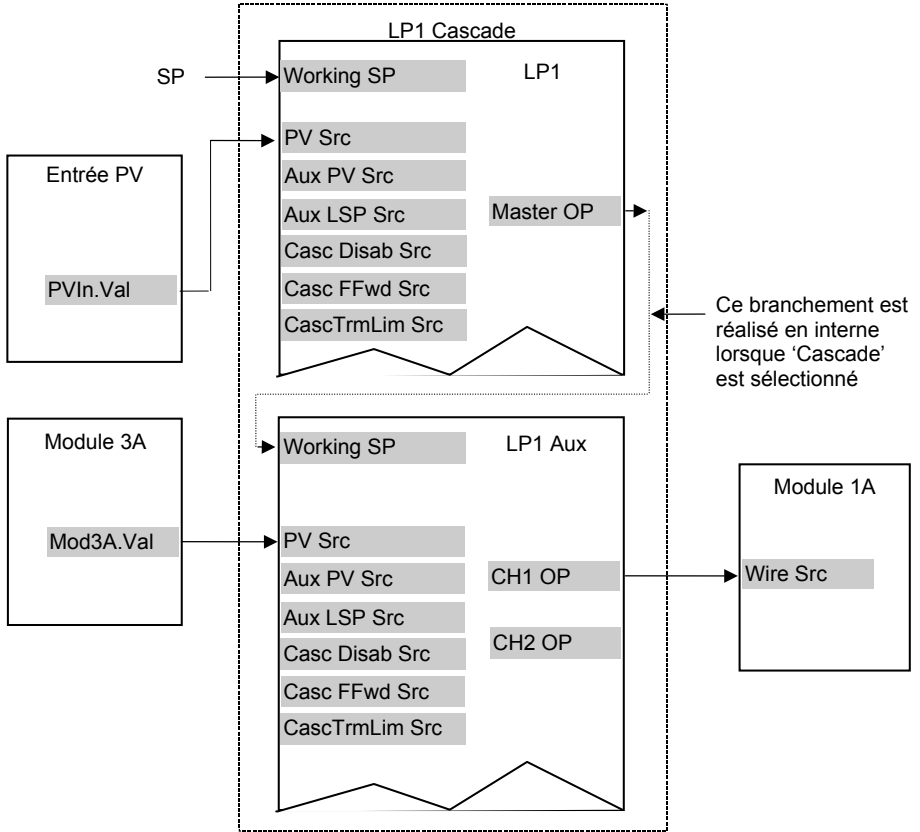 LP1 Cascade
SP
Working SP
LP1
PV Src
Entrée PV
Aux PV Src
Aux LSP Src
Master OP
Casc Disab Src
PVIn.Val
Casc FFwd Src
CascTrmLim Src
Ce branchement est
réalisé en interne
lorsque ‘Cascade’
est sélectionné
Module 3A
Working SP
LP1 Aux
Module 1A
Mod3A.Val
PV Src
Aux PV Src
CH1 OP
Wire Src
Aux LSP Src
CH2 OP
Casc Disab Src
Casc FFwd Src
CascTrmLim Src